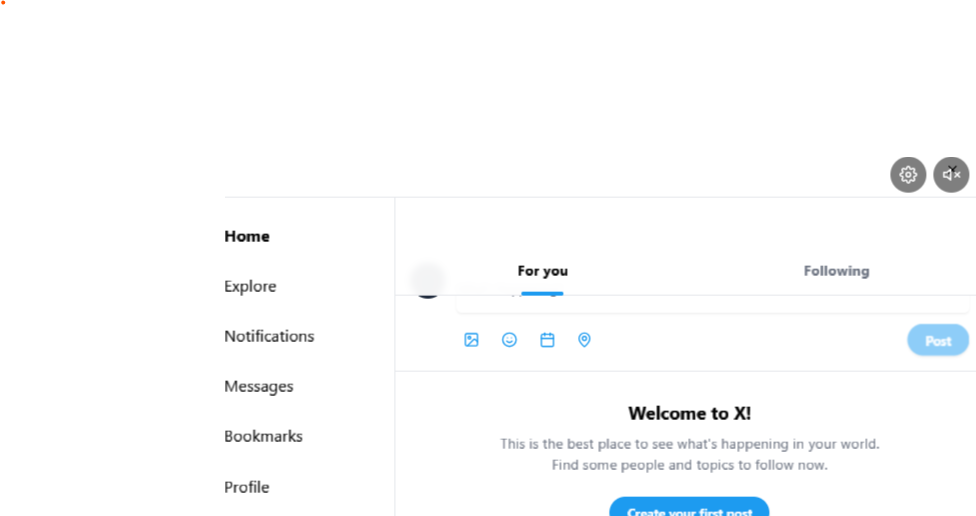 Home
Explore
Notifications
Messages
Bookmarks
Profile
For you
Following
Post
Welcome to X!
This is the best place to see what's happening in your world.
Find some people and topics to follow now.
Create your first post